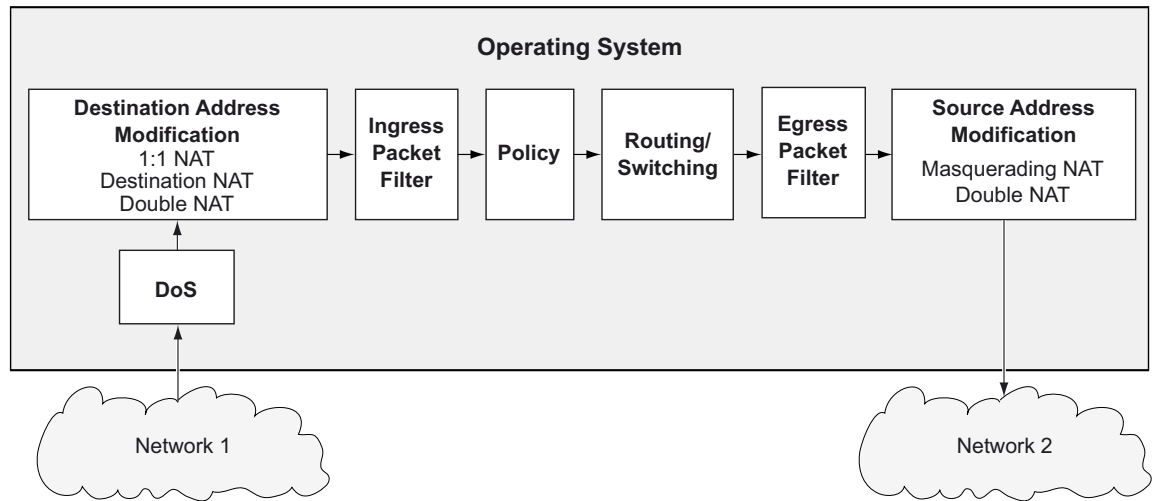 Operating System
Destination Address
Modification
1:1 NAT
Destination NAT
Double NAT
Ingress
Packet
Filter
Policy
Routing/
Switching
Egress
Packet
Filter
Source Address
Modification
Masquerading NAT
Double NAT
DoS
Network 1
Network 2